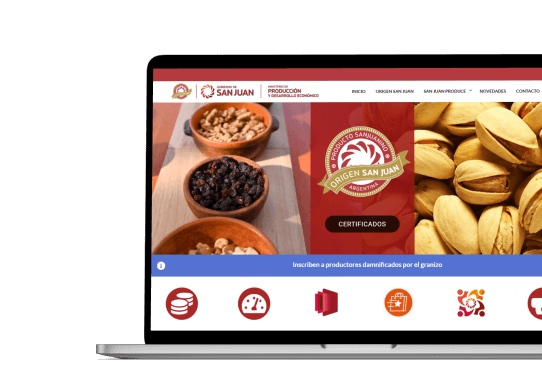 GOBIERNO DE
SAN JUAN
MINISTERIO DE
PRODUCCIÓN
Y DESARROLLO ECONÓMICO
INICIO
ORIGEN SAN JUAN
SAN JUAN PRODUCE
NOVEDADES
CONTACTO
PRODUCTO SANJUANINO
ORIGEN SAN JUAN
ARGENTINA
CERTIFICADOS
Inscriben a productores damnificados por el granizo